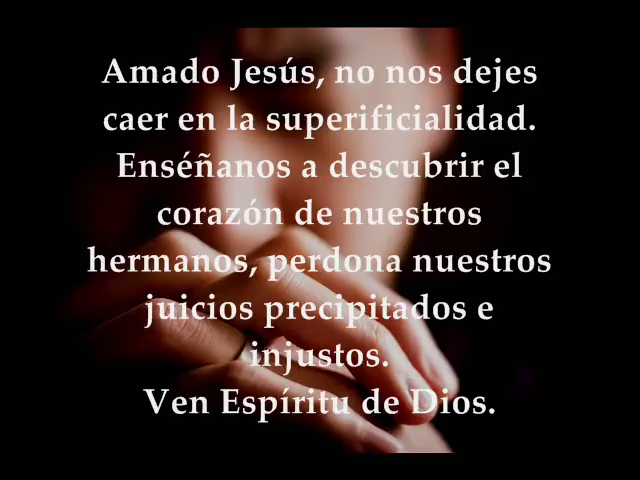 Amado Jesús, no nos dejes
caer en la superificialidad.
Enséñanos a descubrir el
corazón de nuestros
hermanos, perdona nuestros
juicios precipitados e
injustos.
Ven Espíritu de Dios.